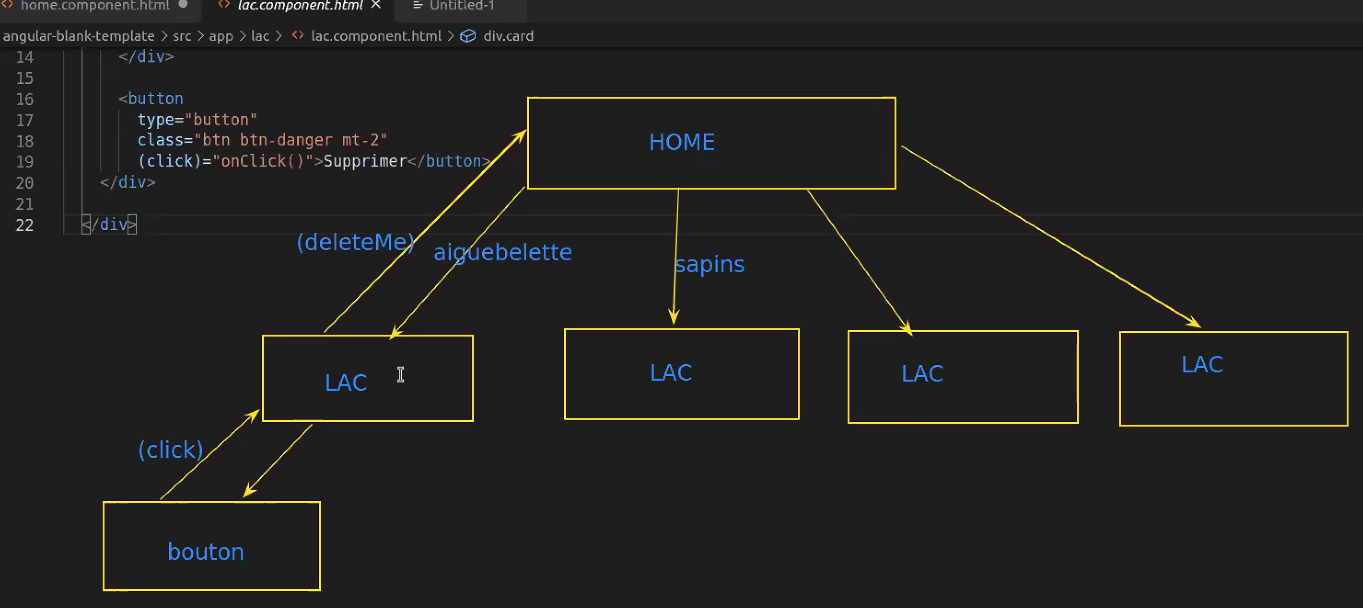 home.component.html
lac.component.html
Untitled-1
angular-blank-template > src > app > lac > lac.component.html > div.card
14 </div>
15
16 <button
17 type="button"
18 class="btn btn-danger mt-2"
19 (click)="onClick()">Supprimer</button>
20 </div>
21
22 </div>
HOME
(deleteMe)
aiguebelette
sapins
LAC
LAC
LAC
LAC
(click)
bouton